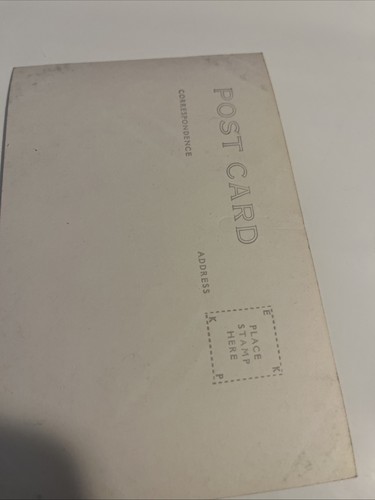 POST CARD
CORRESPONDENCE
ADDRESS
E K
PLACE
STAMP
HERE
K P